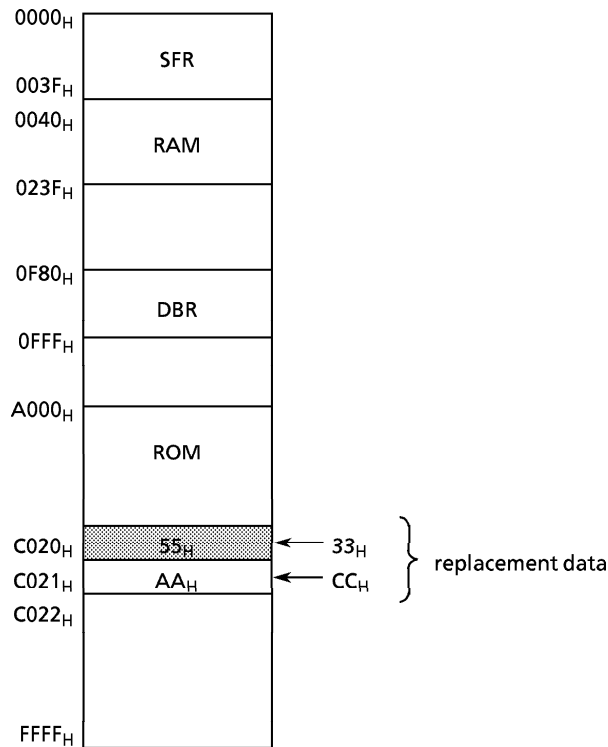 0000H
SFR
003FH
0040H
RAM
023FH
0F80H
DBR
0FFFH
A000H
ROM
C020H 55H 33H
replacement data
C021H AAH CCH
C022H
FFFFH